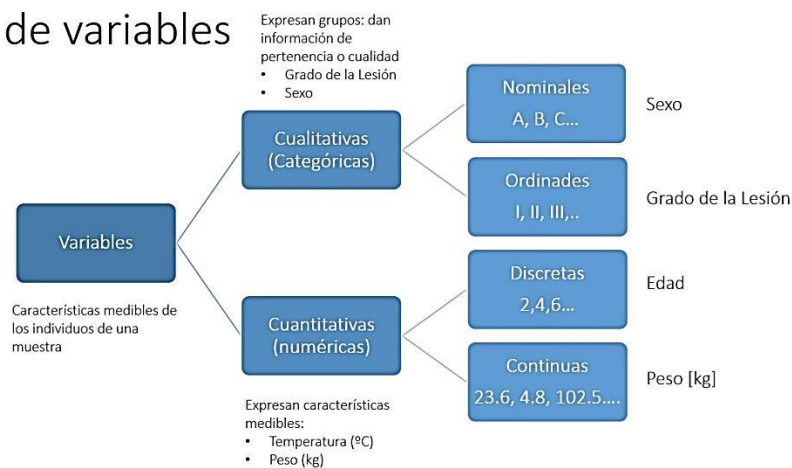 de variables
Expresan grupos: dan
información de
pertenencia o cualidad
• Grado de la Lesión
• Sexo
Nominales
A, B, C...
Sexo
Cualitativas
(Categóricas)
Ordinades
I, II, III,..
Grado de la Lesión
Variables
Características medibles de
los individuos de una
muestra
Discretas
2,4,6...
Edad
Cuantitativas
(numéricas)
Continuas
23.6, 4.8, 102.5....
Peso [kg]
Expresan características
medibles:
• Temperatura (ºC)
• Peso (kg)